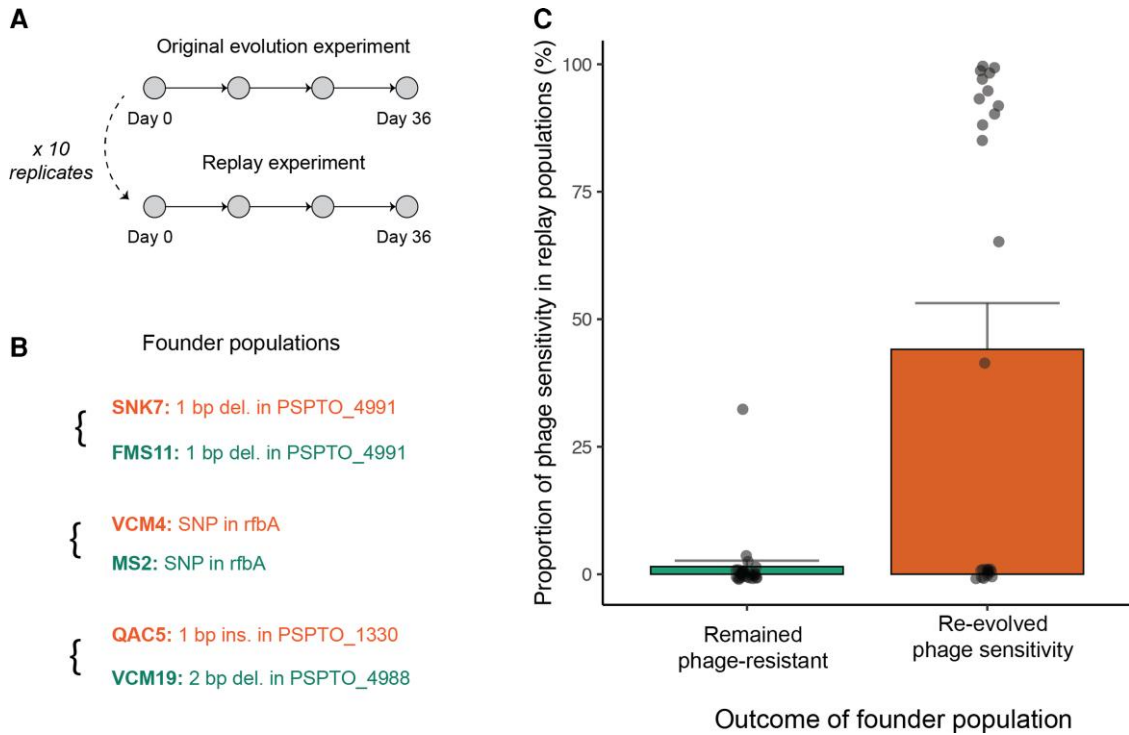 A
Original evolution experiment
Day 0
Day 36
x 10
replicates
Replay experiment
Day 0
Day 36
B
Founder populations
{
SNK7: 1 bp del. in PSPTO_4991
FMS11: 1 bp del. in PSPTO_4991
{
VCM4: SNP in rfbA
MS2: SNP in rfbA
{
QAC5: 1 bp ins. in PSPTO_1330
VCM19: 2 bp del. in PSPTO_4988
C
Proportion of phage sensitivity in replay populations (%)
100
75
50
25
0
Remained
phage-resistant
Re-evolved
phage sensitivity
Outcome of founder population